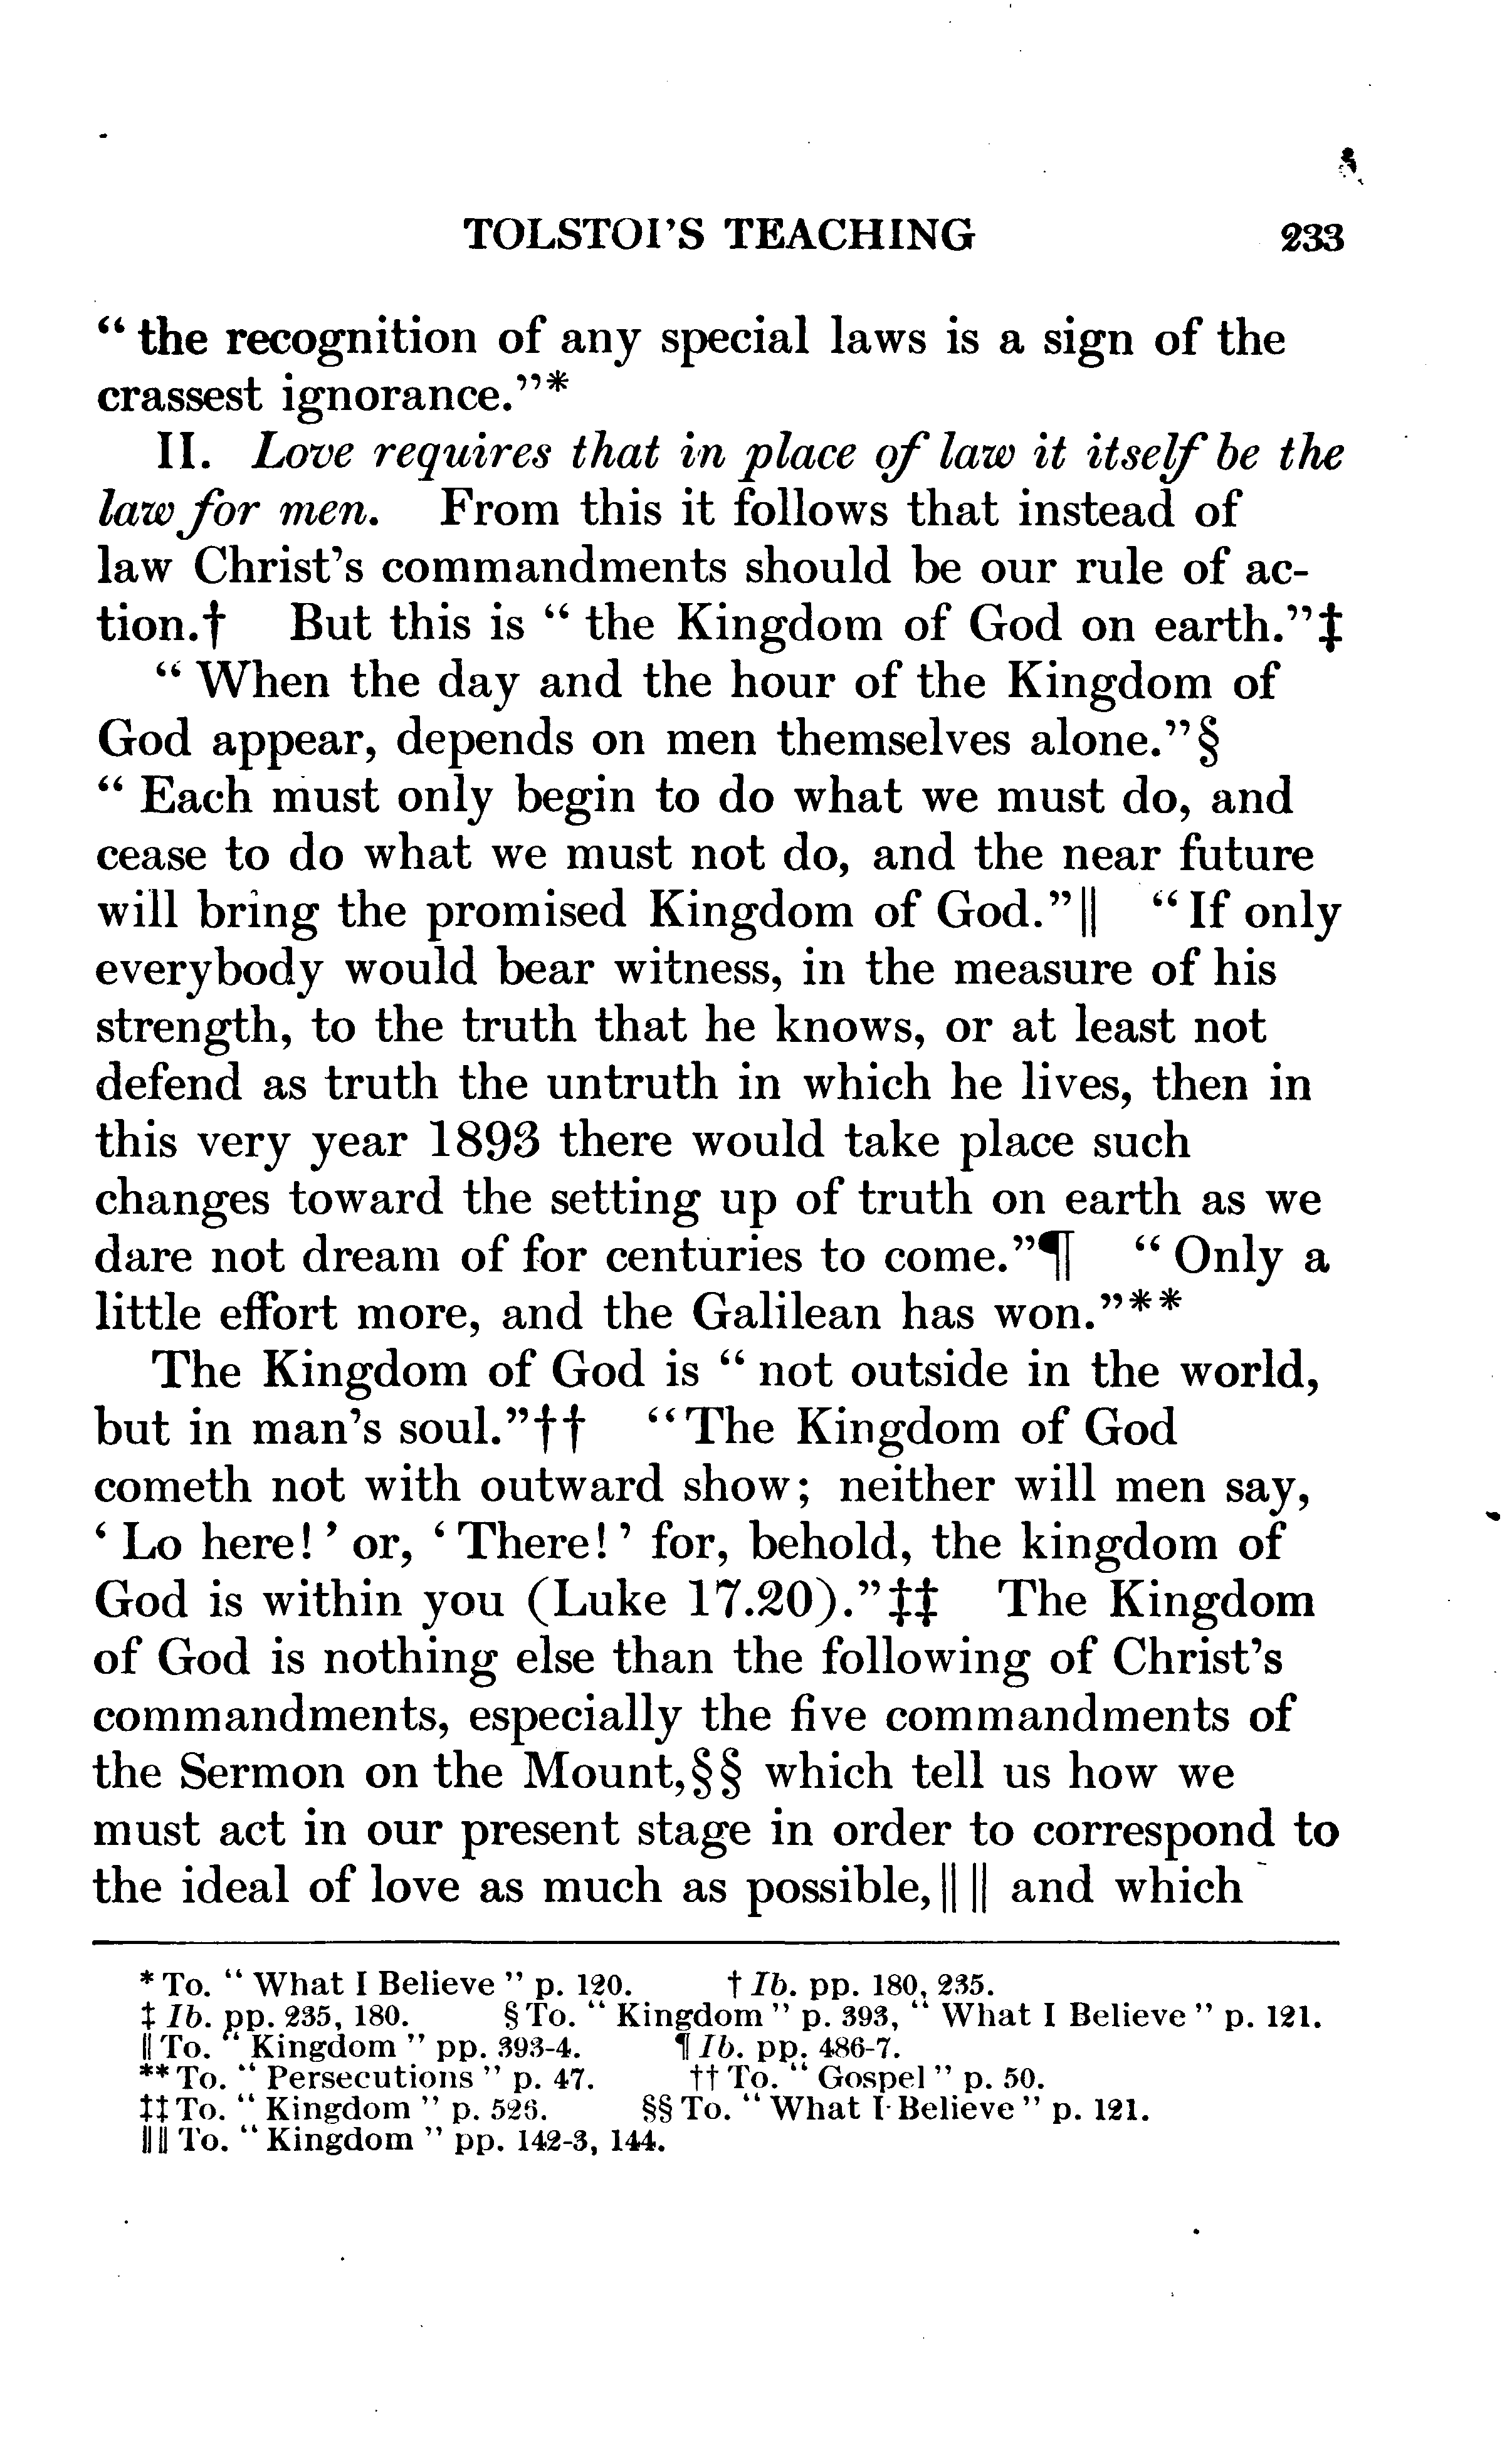 TOLSTOI'S TEACHING 233
“ the recognition of any special laws is a sign of the
crassest ignorance.”*
II. Love requires that in place of law it itself be the
law for men. From this it follows that instead of
law Christ's commandments should be our rule of ac-
tion.† But this is “ the Kingdom of God on earth.”‡
“ When the day and the hour of the Kingdom of
God appear, depends on men themselves alone.”§
“ Each must only begin to do what we must do, and
cease to do what we must not do, and the near future
will bring the promised Kingdom of God.”‖ “ If only
everybody would bear witness, in the measure of his
strength, to the truth that he knows, or at least not
defend as truth the untruth in which he lives, then in
this very year 1893 there would take place such
changes toward the setting up of truth on earth as we
dare not dream of for centuries to come.”¶ “ Only a
little effort more, and the Galilean has won.”**
The Kingdom of God is “ not outside in the world,
but in man's soul.”†† “ The Kingdom of God
cometh not with outward show; neither will men say,
‘ Lo here! ’ or, ‘ There! ’ for, behold, the kingdom of
God is within you (Luke 17.20).”‡‡ The Kingdom
of God is nothing else than the following of Christ's
commandments, especially the five commandments of
the Sermon on the Mount,§§ which tell us how we
must act in our present stage in order to correspond to
the ideal of love as much as possible,‖‖ and which
* To. “ What I Believe ” p. 120. † Ib. pp. 180, 235.
‡ Ib. pp. 235, 180. § To. “ Kingdom ” p. 393, “ What I Believe ” p. 121.
‖ To. “ Kingdom ” pp. 393-4. ¶ Ib. pp. 486-7.
** To. “ Persecutions ” p. 47. †† To. “ Gospel ” p. 50.
‡‡ To. “ Kingdom ” p. 526. §§ To. “ What I Believe ” p. 121.
‖‖ To. “ Kingdom ” pp. 142-3, 144.